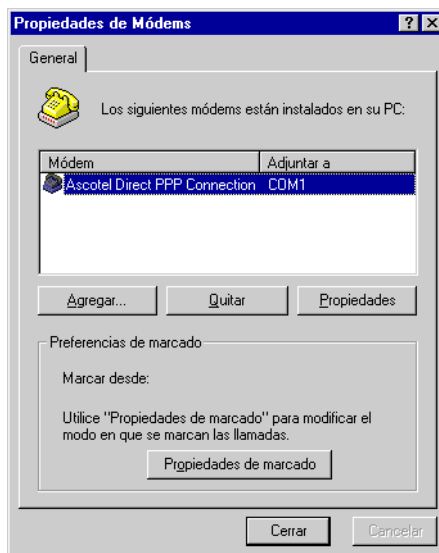 Propiedades de Módems
General
Los siguientes módems están instalados en su PC:
Módem Adjuntar a
Ascotel Direct PPP Connection COM1
Agregar... Quitar Propiedades
Preferencias de marcado
Marcar desde:
Utilice "Propiedades de marcado" para modificar el
modo en que se marcan las llamadas.
Propiedades de marcado
Cerrar Cancelar